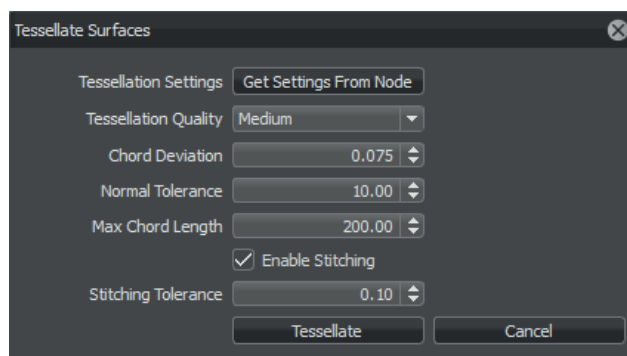 Tessellate Surfaces
Tessellation Settings Get Settings From Node
Tessellation Quality Medium
Chord Deviation 0.075
Normal Tolerance 10.00
Max Chord Length 200.00
Enable Stitching
Stitching Tolerance 0.10
Tessellate Cancel